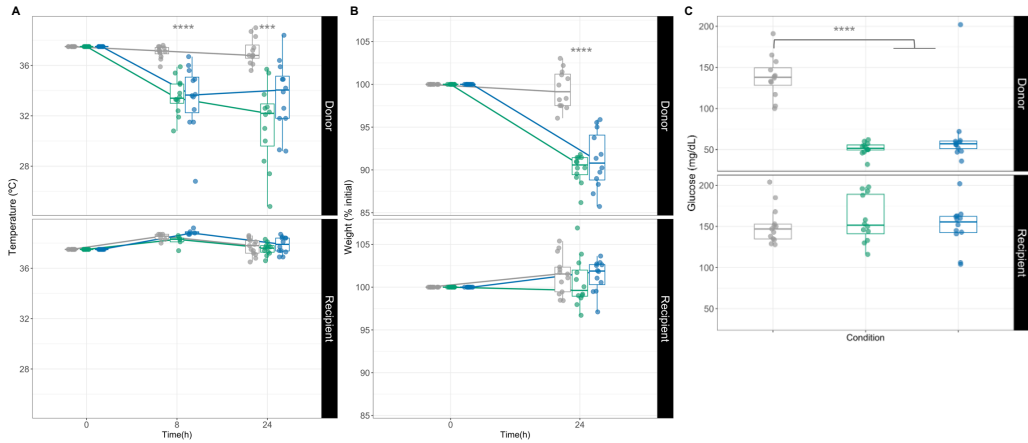 A
B
C
Temperature (ºC)
****
***
36
32
28
Donor
36
32
28
Recipient
0
8
24
Time(h)
Weight (% initial)
****
100
95
90
85
Donor
105
100
95
90
85
Recipient
0
24
Time(h)
Glucose (mg/dL)
****
200
150
100
50
Donor
200
150
100
50
Recipient
Condition